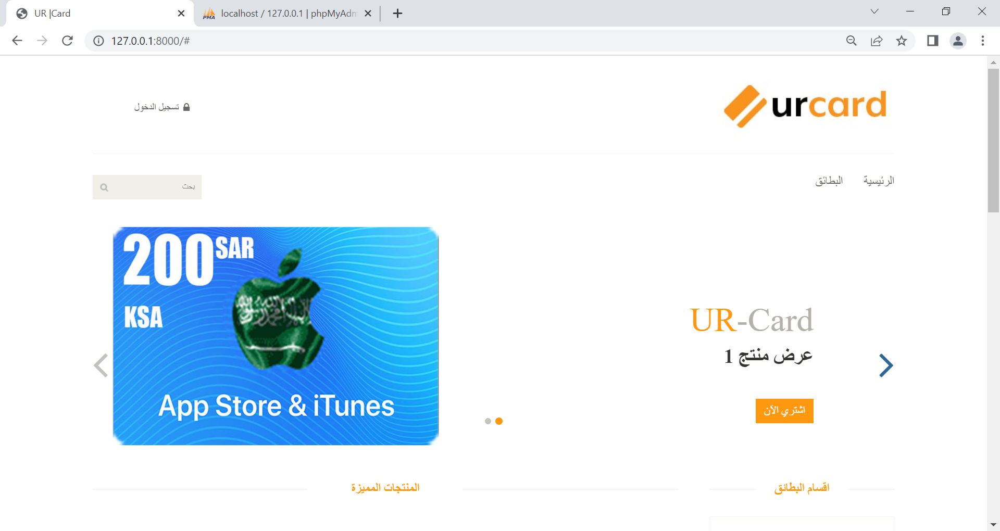 UR |Card
localhost / 127.0.0.1 | phpMyAdm
127.0.0.1:8000/#
urcard
تسجيل الدخول
الرئيسية
البطائق
بحث
200 SAR
KSA
App Store & iTunes
UR-Card
عرض منتج 1
اشتري الآن
اقسام البطائق
المنتجات المميزة